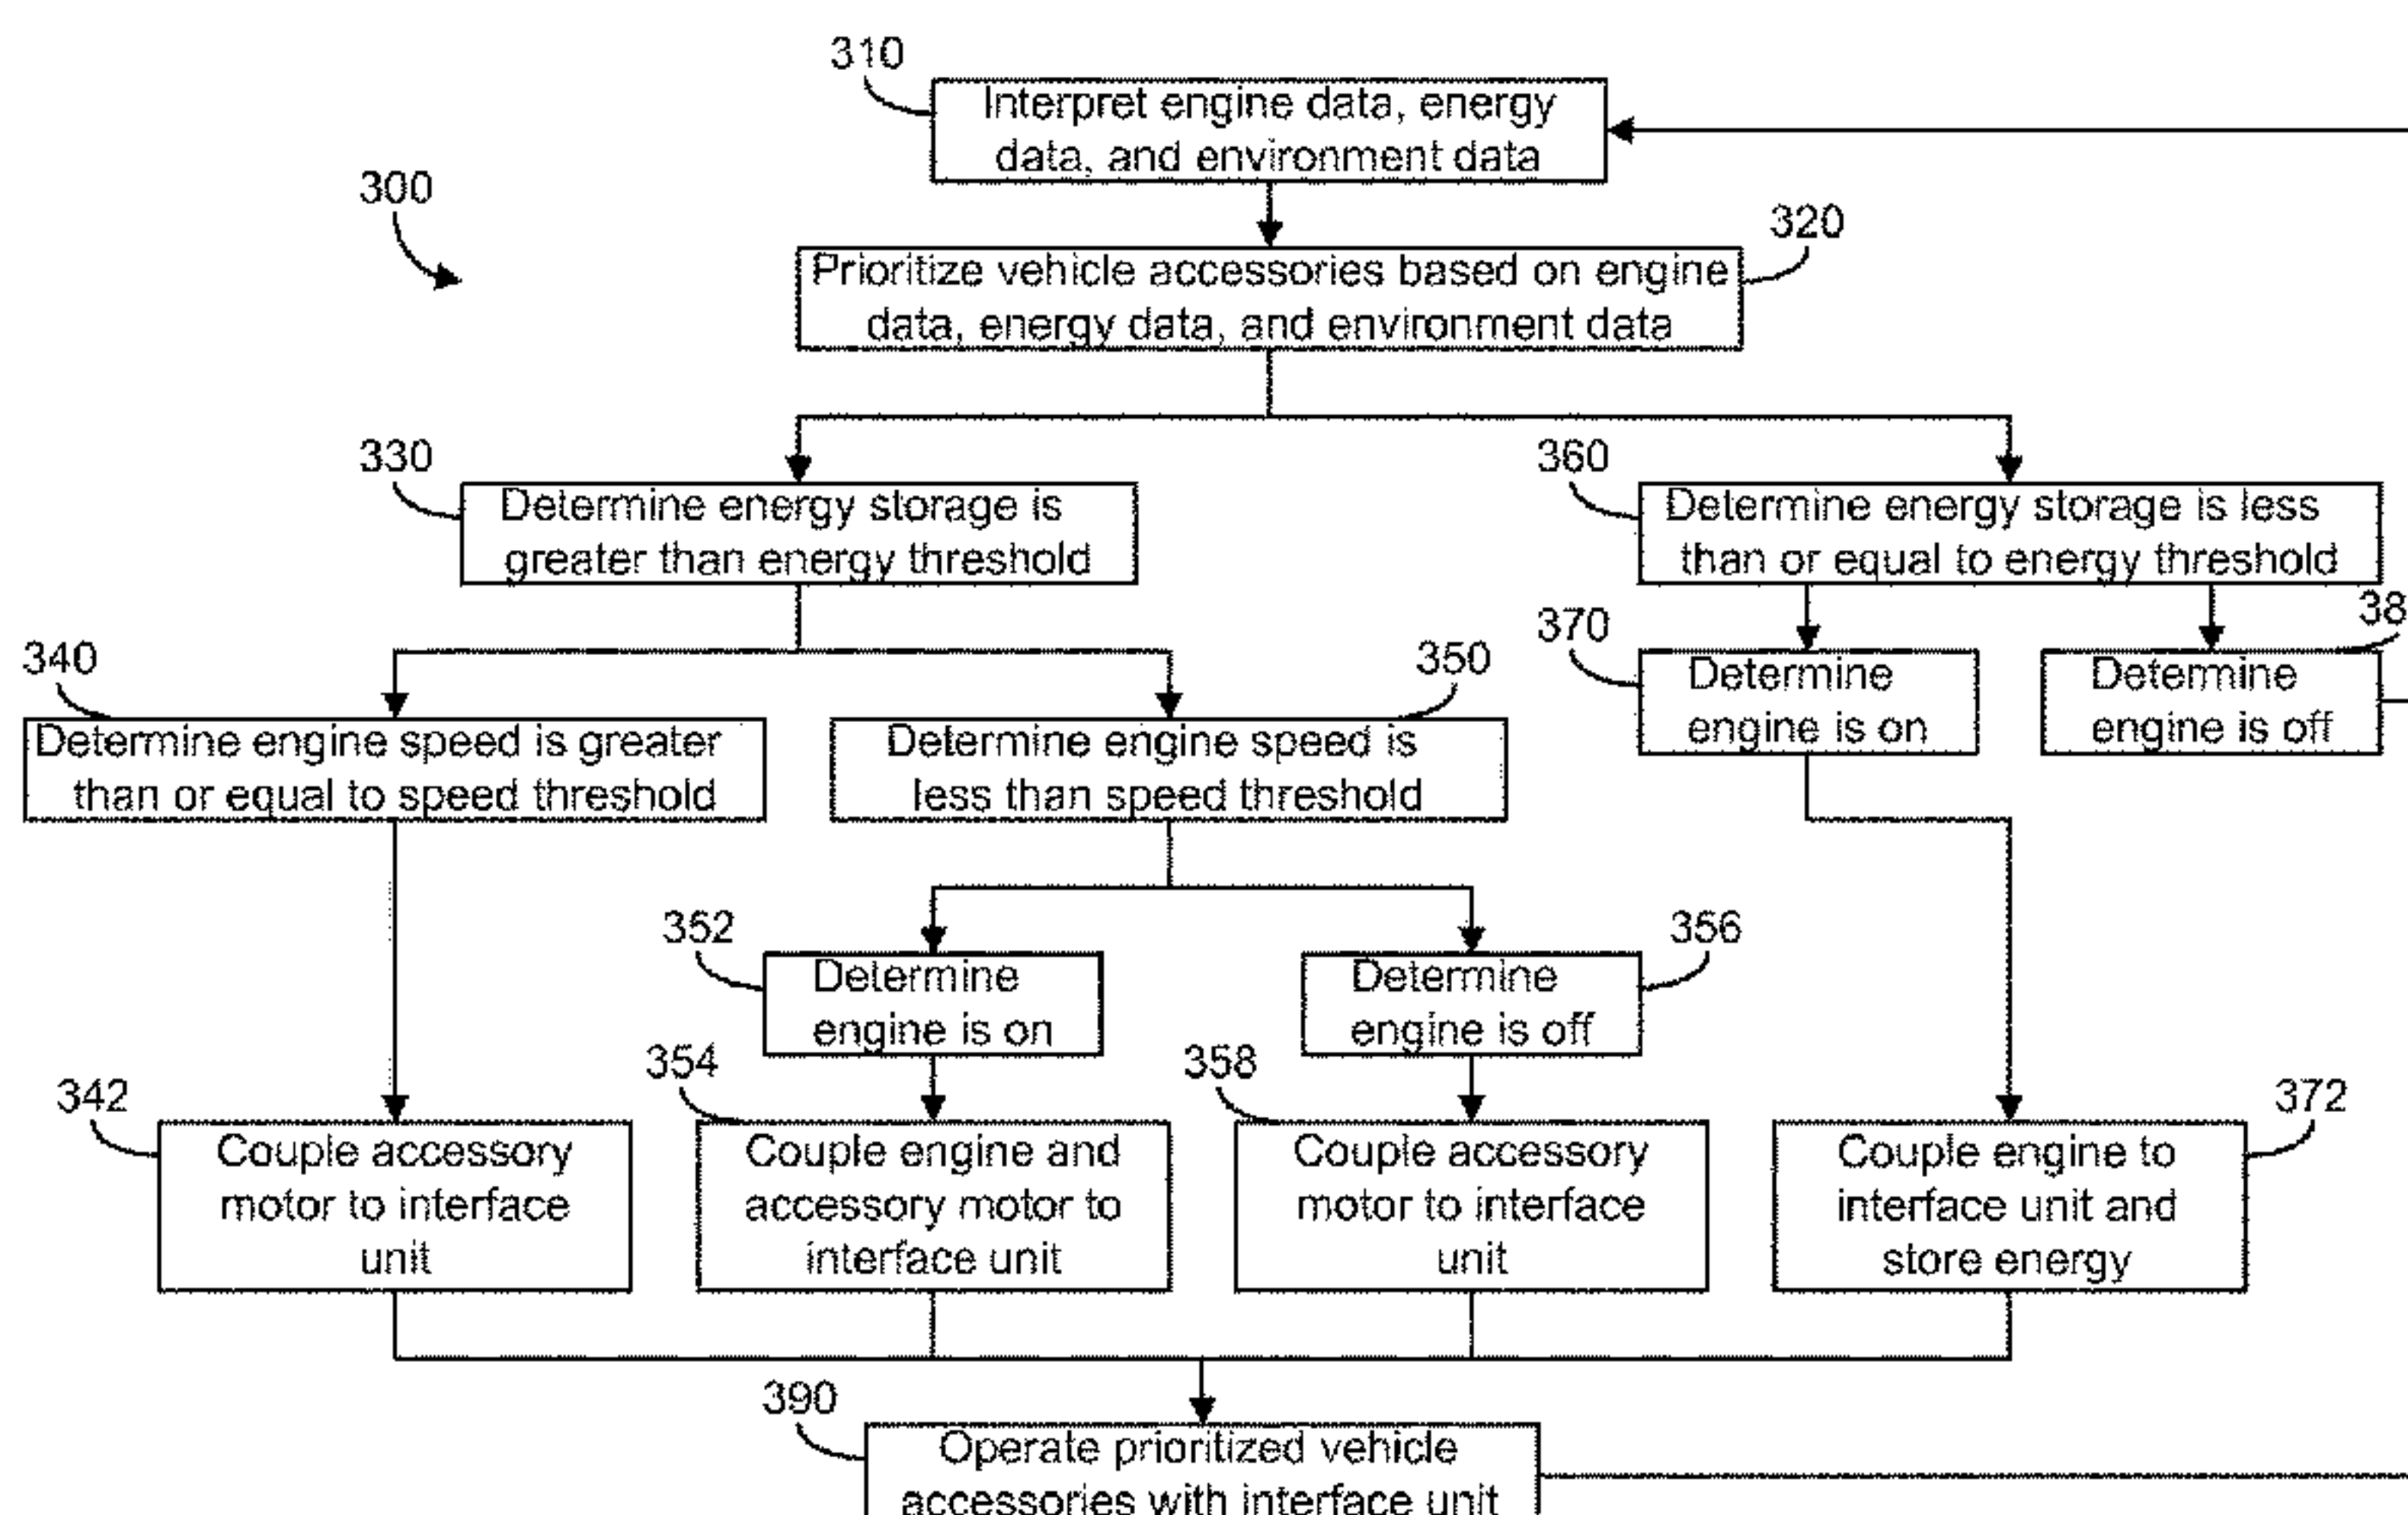 310
Interpret engine data, energy
data, and environment data
300
320
Prioritize vehicle accessories based on engine
data, energy data, and environment data
330
Determine energy storage is
greater than energy threshold
360
Determine energy storage is less
than or equal to energy threshold
340
Determine engine speed is greater
than or equal to speed threshold
350
Determine engine speed is
less than speed threshold
370
Determine
engine is on
38
Determine
engine is off
352
Determine
engine is on
356
Determine
engine is off
342
Couple accessory
motor to interface
unit
354
Couple engine and
accessory motor to
interface unit
358
Couple accessory
motor to interface
unit
372
Couple engine to
interface unit and
store energy
390
Operate prioritized vehicle
accessories with interface unit